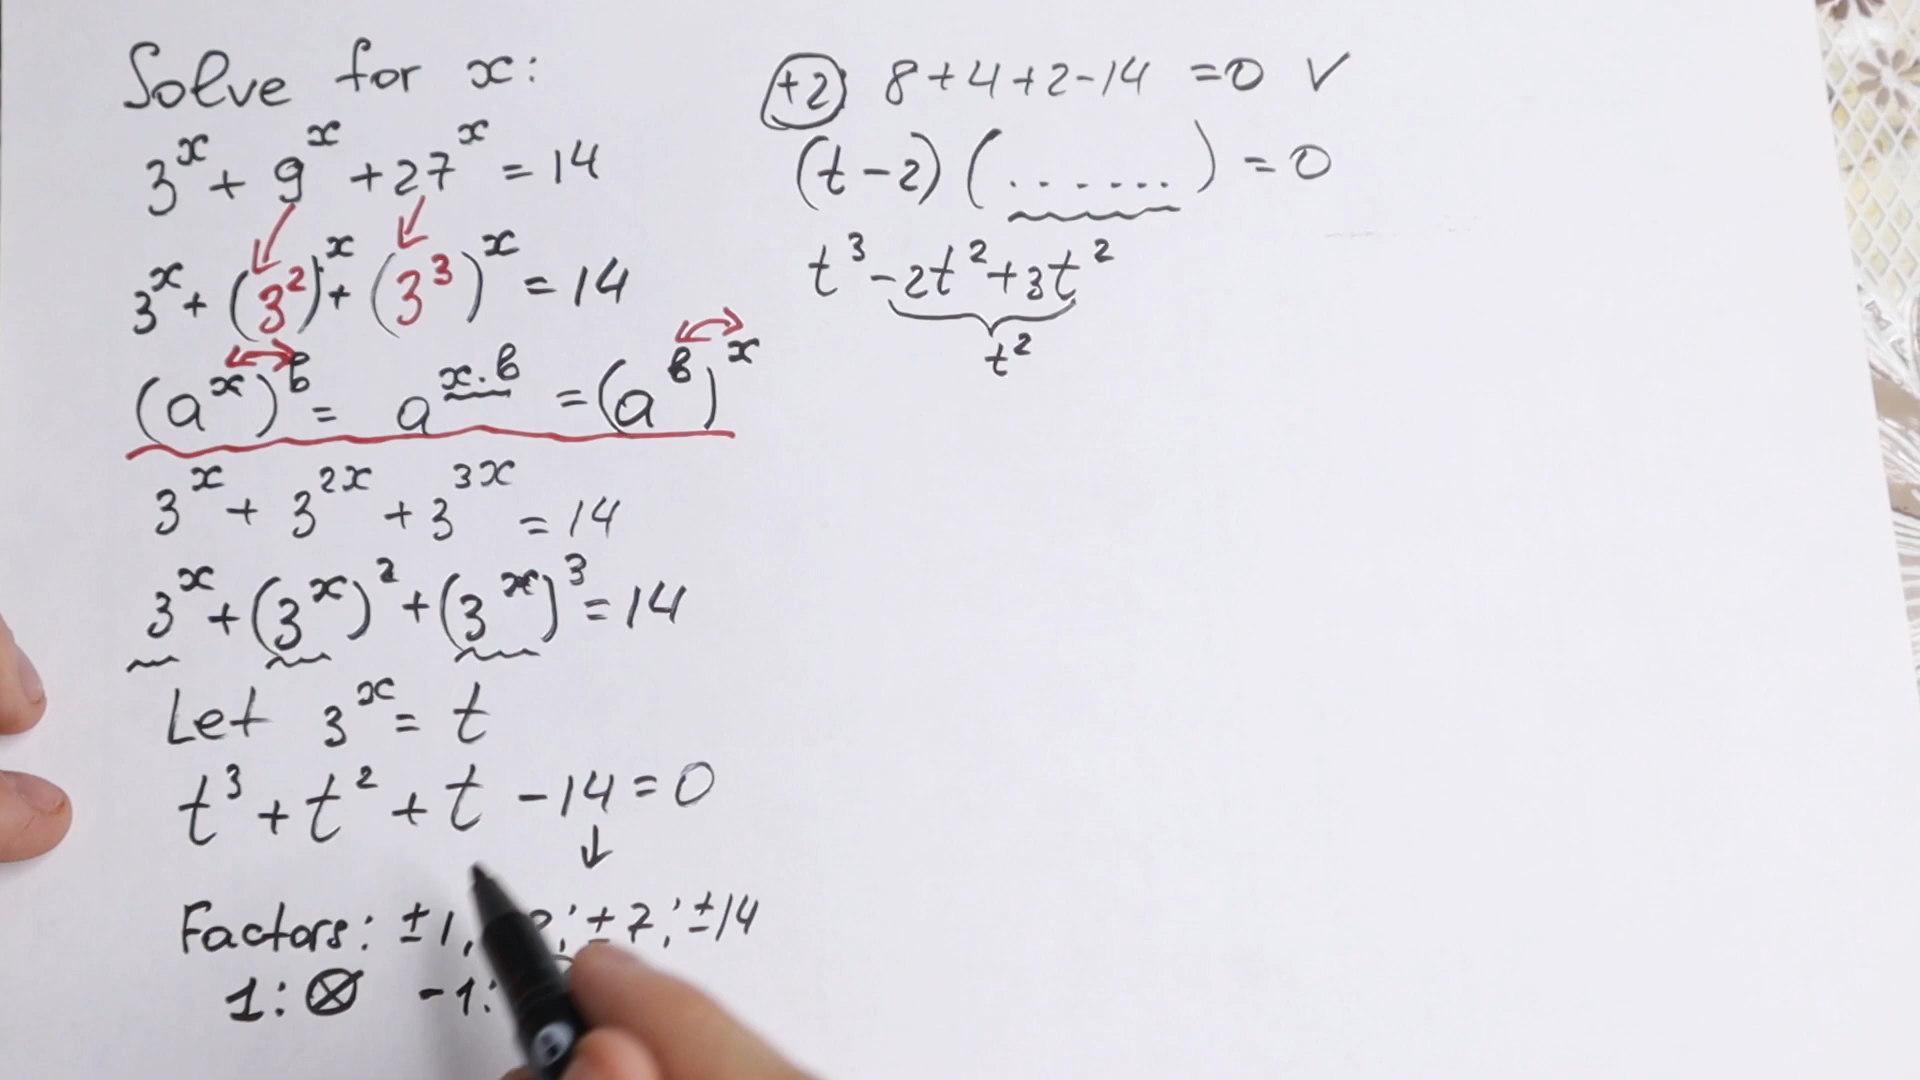 Solve for x:
3^x + 9^x + 27^x = 14
3^x + (3^2)^x + (3^3)^x = 14
(a^x)^b = a^(x·b) = (a^b)^x
3^x + 3^(2x) + 3^(3x) = 14
3^x + (3^x)^2 + (3^x)^3 = 14
Let 3^x = t
t^3 + t^2 + t - 14 = 0
↓
Factors: ±1, ; ±7; ±14
1: ⊗ -1:
+2: 8+4+2-14 = 0 ✓
(t-2)(.......) = 0
t^3 - 2t^2 + 3t^2
t^2